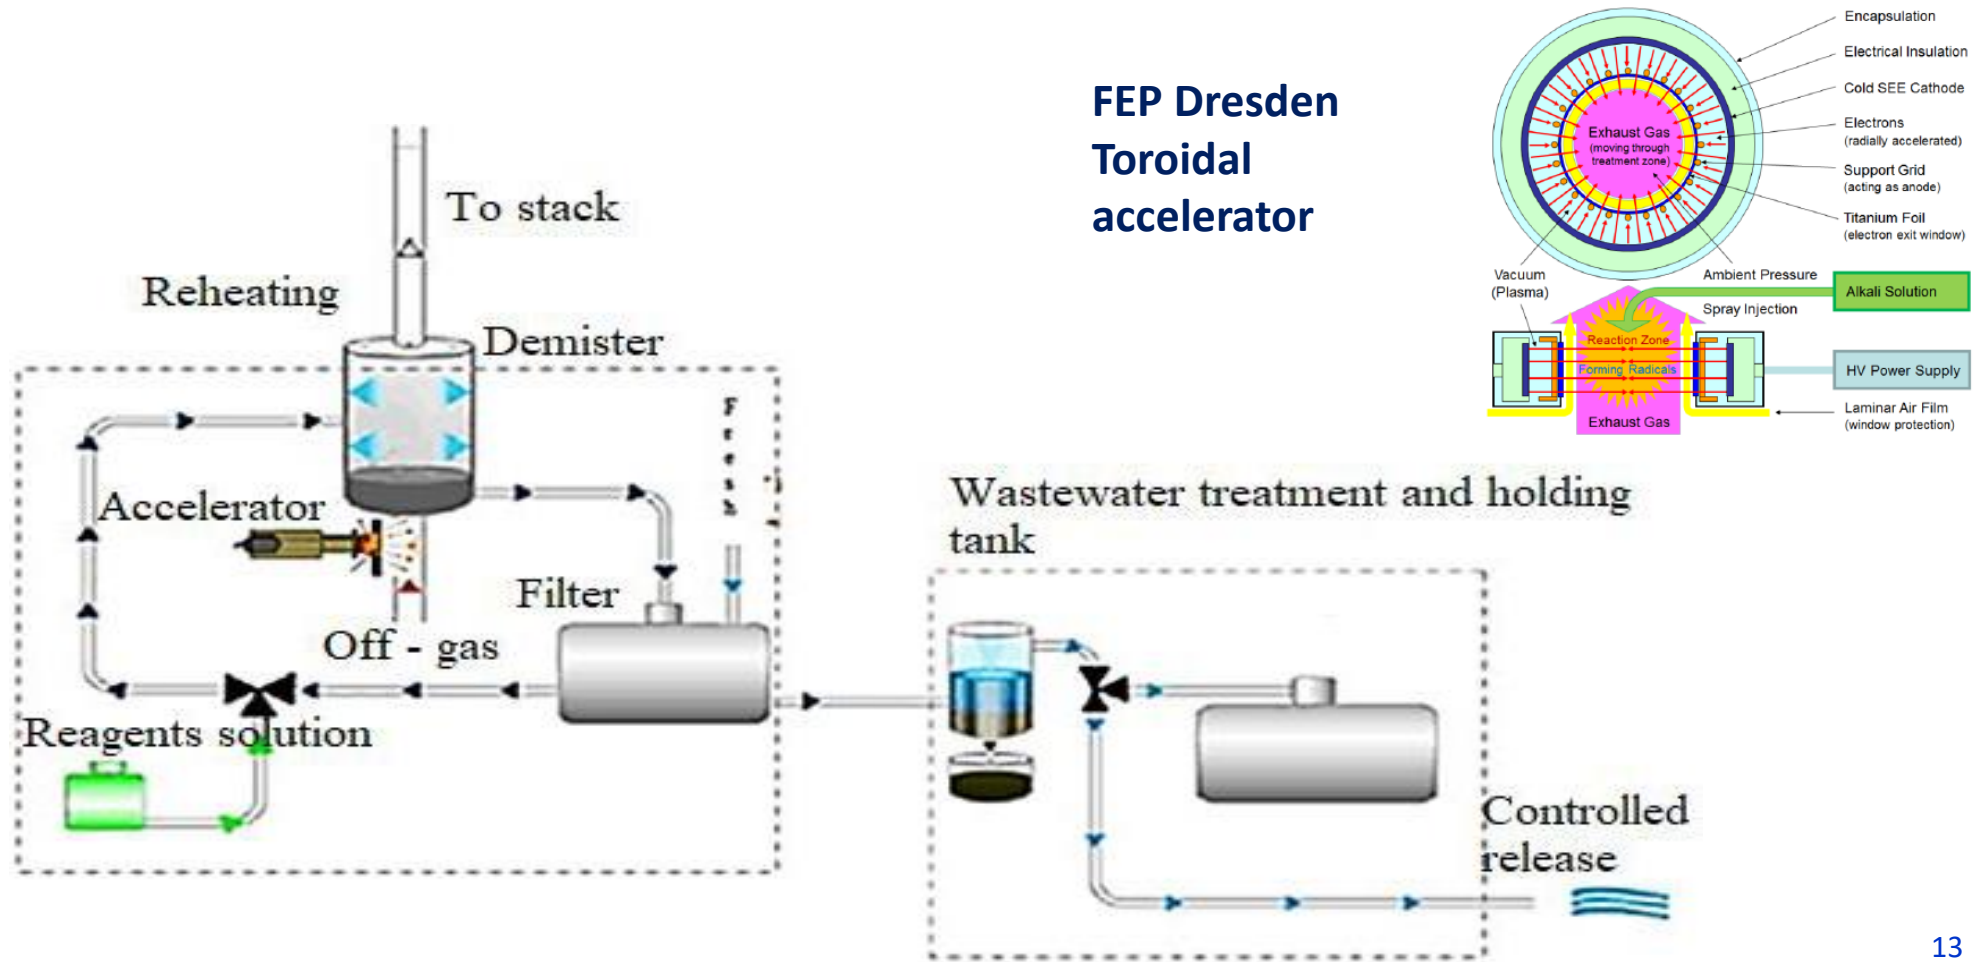 FEP Dresden
Toroidal
accelerator
To stack
Reheating
Demister
Accelerator
Filter
Off - gas
Reagents solution
Wastewater treatment and holding
tank
Controlled
release
Encapsulation
Electrical Insulation
Cold SEE Cathode
Electrons
(radially accelerated)
Support Grid
(acting as anode)
Titanium Foil
(electron exit window)
Exhaust Gas
(moving through
treatment zone)
Vacuum
(Plasma)
Ambient Pressure
Alkali Solution
Spray Injection
Reaction Zone
Forming Radicals
HV Power Supply
Laminar Air Film
(window protection)
Exhaust Gas
13